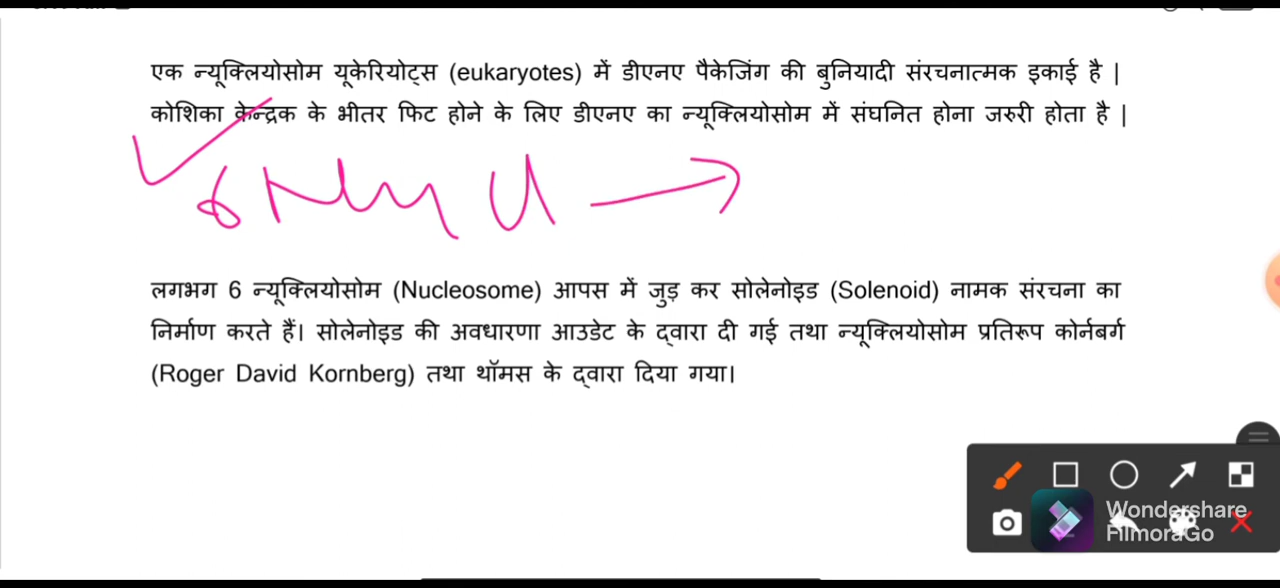 एक न्यूक्लियोसोम यूकेरियोट्स (eukaryotes) में डीएनए पैकेजिंग की बुनियादी संरचनात्मक इकाई है |
कोशिका केन्द्रक के भीतर फिट होने के लिए डीएनए का न्यूक्लियोसोम में संघनित होना जरुरी होता है |
लगभग 6 न्यूक्लियोसोम (Nucleosome) आपस में जुड़ कर सोलेनोइड (Solenoid) नामक संरचना का
निर्माण करते हैं। सोलेनोइड की अवधारणा आउडेट के द्वारा दी गई तथा न्यूक्लियोसोम प्रतिरूप कोर्नबर्ग
(Roger David Kornberg) तथा थॉमस के द्वारा दिया गया।
Wondershare
FilmoraGo